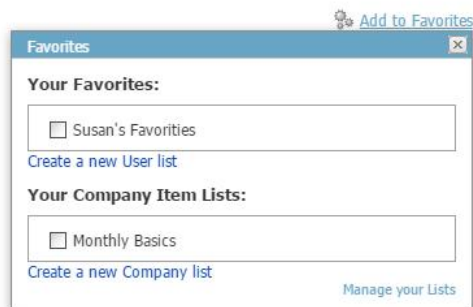 Add to Favorites
Favorites
Your Favorites:
Susan's Favorities
Create a new User list
Your Company Item Lists:
Monthly Basics
Create a new Company list
Manage your Lists